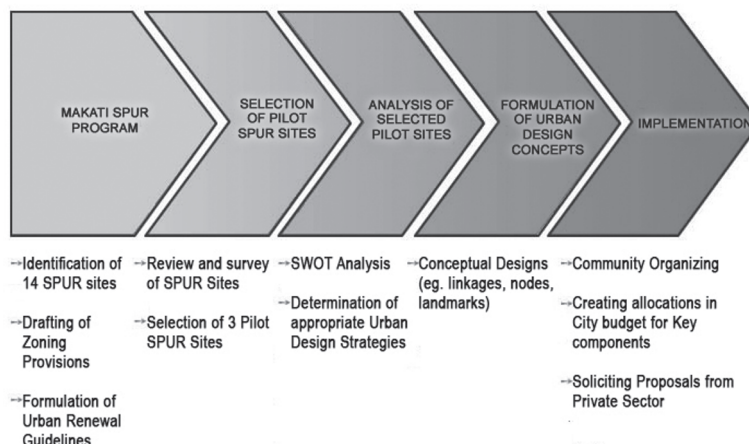 MAKATI SPUR
PROGRAM
SELECTION
OF PILOT
SPUR SITES
ANALYSIS OF
SELECTED
PILOT SITES
FORMULATION
OF URBAN
DESIGN
CONCEPTS
IMPLEMENTATION
→Identification of
14 SPUR sites
→Drafting of
Zoning
Provisions
→Formulation of
Urban Renewal
Guidelines
→Review and survey
of SPUR Sites
→Selection of 3 Pilot
SPUR Sites
→SWOT Analysis
→Determination of
appropriate Urban
Design Strategies
→Conceptual Designs
(eg. linkages, nodes,
landmarks)
→Community Organizing
→Creating allocations in
City budget for Key
components
→Soliciting Proposals from
Private Sector